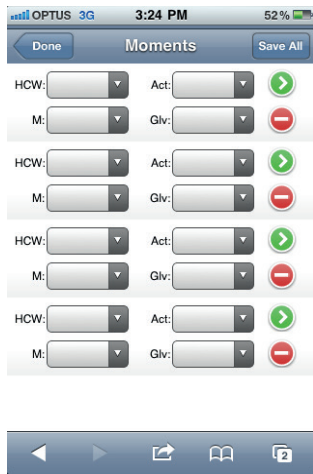 OPTUS 3G 3:24 PM 52%
Done Moments Save All
HCW: Act:
M: Glv:
HCW: Act:
M: Glv:
HCW: Act:
M: Glv:
HCW: Act:
M: Glv:
2